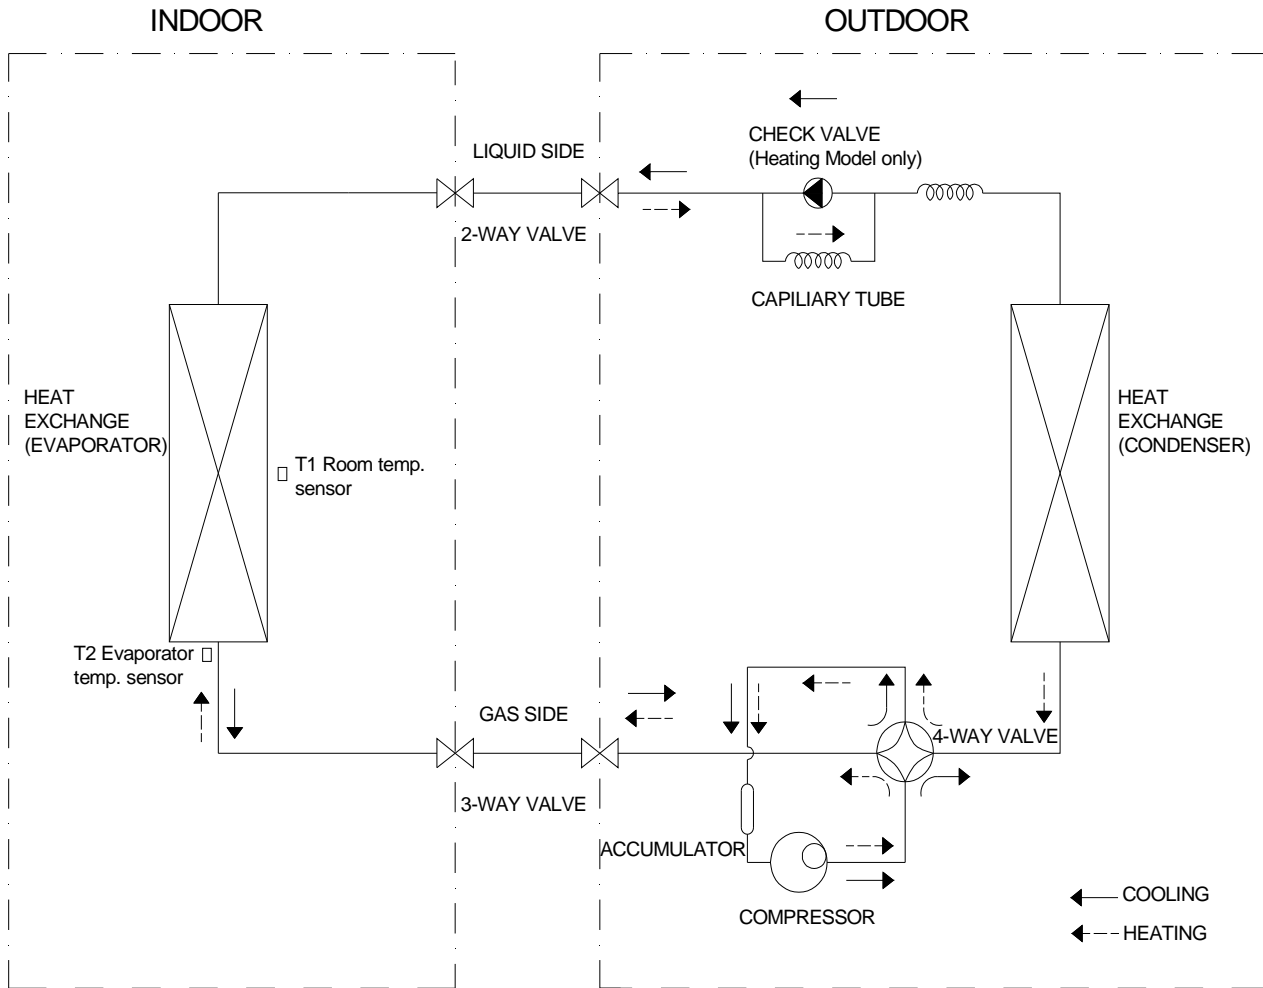 INDOOR
OUTDOOR
CHECK VALVE
(Heating Model only)
LIQUID SIDE
2-WAY VALVE
CAPILIARY TUBE
HEAT
EXCHANGE
(EVAPORATOR)
T1 Room temp.
sensor
HEAT
EXCHANGE
(CONDENSER)
T2 Evaporator
temp. sensor
GAS SIDE
4-WAY VALVE
3-WAY VALVE
ACCUMULATOR
COMPRESSOR
COOLING
HEATING